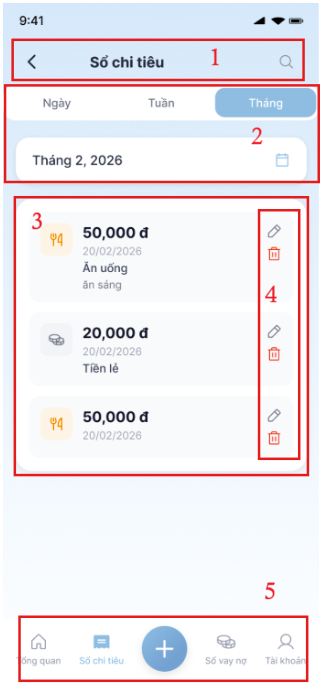 9:41
Sổ chi tiêu
1
Ngày Tuần Tháng
2
Tháng 2, 2026
3
50,000 đ
20/02/2026
Ăn uống
ăn sáng
4
20,000 đ
20/02/2026
Tiền lẻ
50,000 đ
20/02/2026
5
Tổng quan Sổ chi tiêu Sổ vay nợ Tài khoản